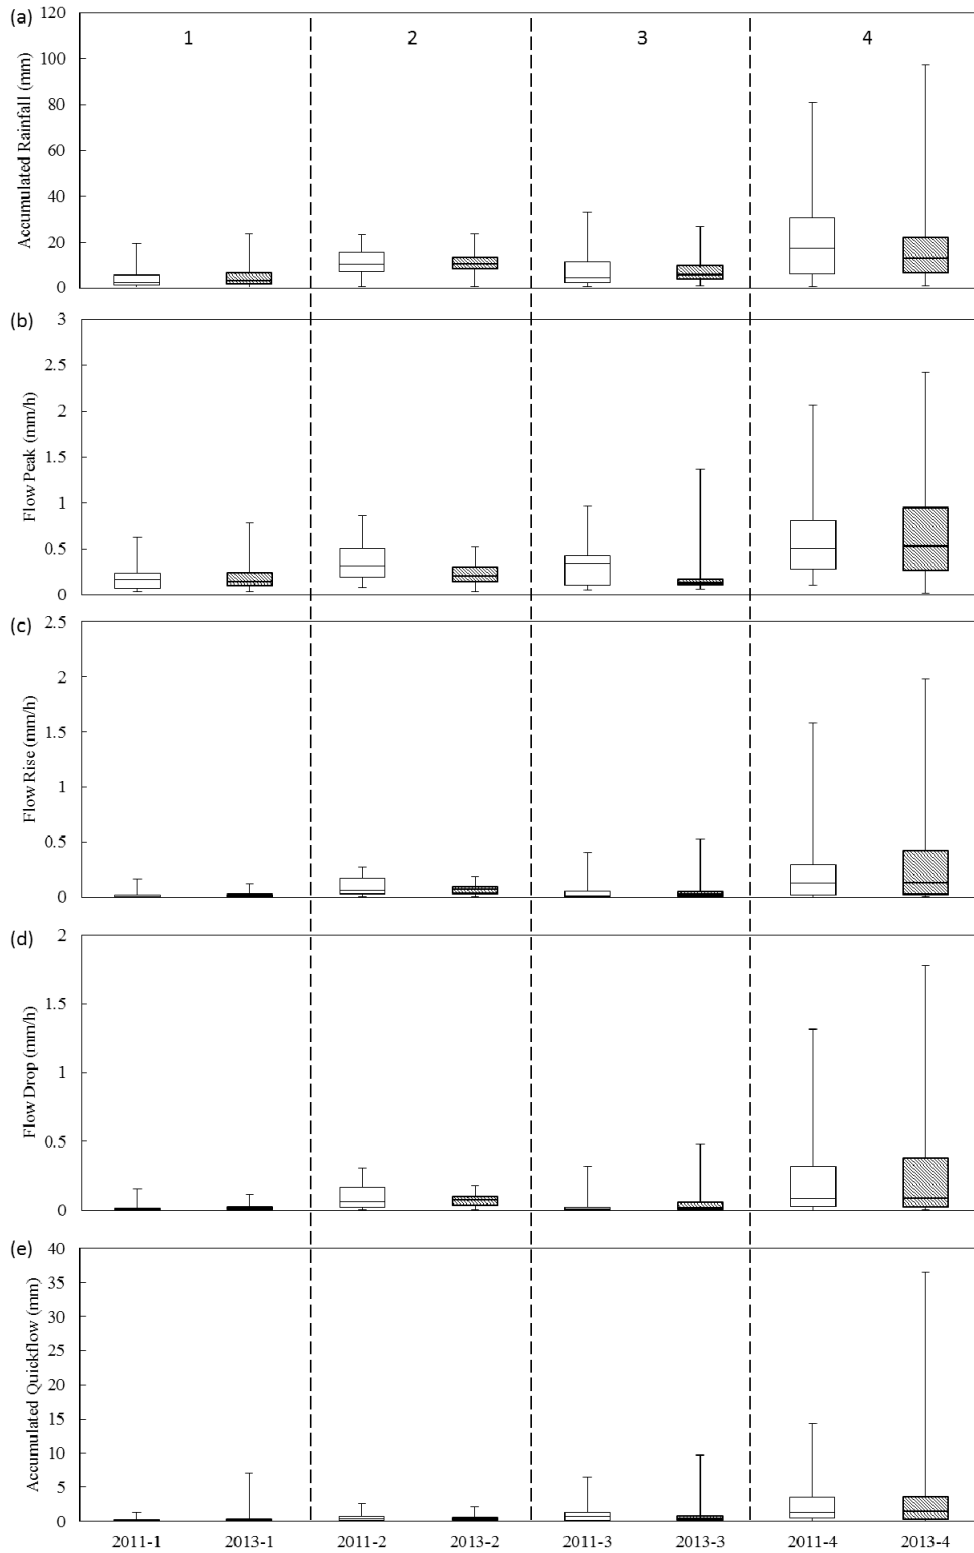 (a)
1 2 3 4
120
100
80
60
40
20
0
Accumulated Rainfall (mm)
(b)
3
2.5
2
1.5
1
0.5
0
Flow Peak (mm/h)
(c)
2.5
2
1.5
1
0.5
0
Flow Rise (mm/h)
(d)
2
1.5
1
0.5
0
Flow Drop (mm/h)
(e)
40
35
30
25
20
15
10
5
0
Accumulated Quickflow (mm)
2011-1 2013-1 2011-2 2013-2 2011-3 2013-3 2011-4 2013-4